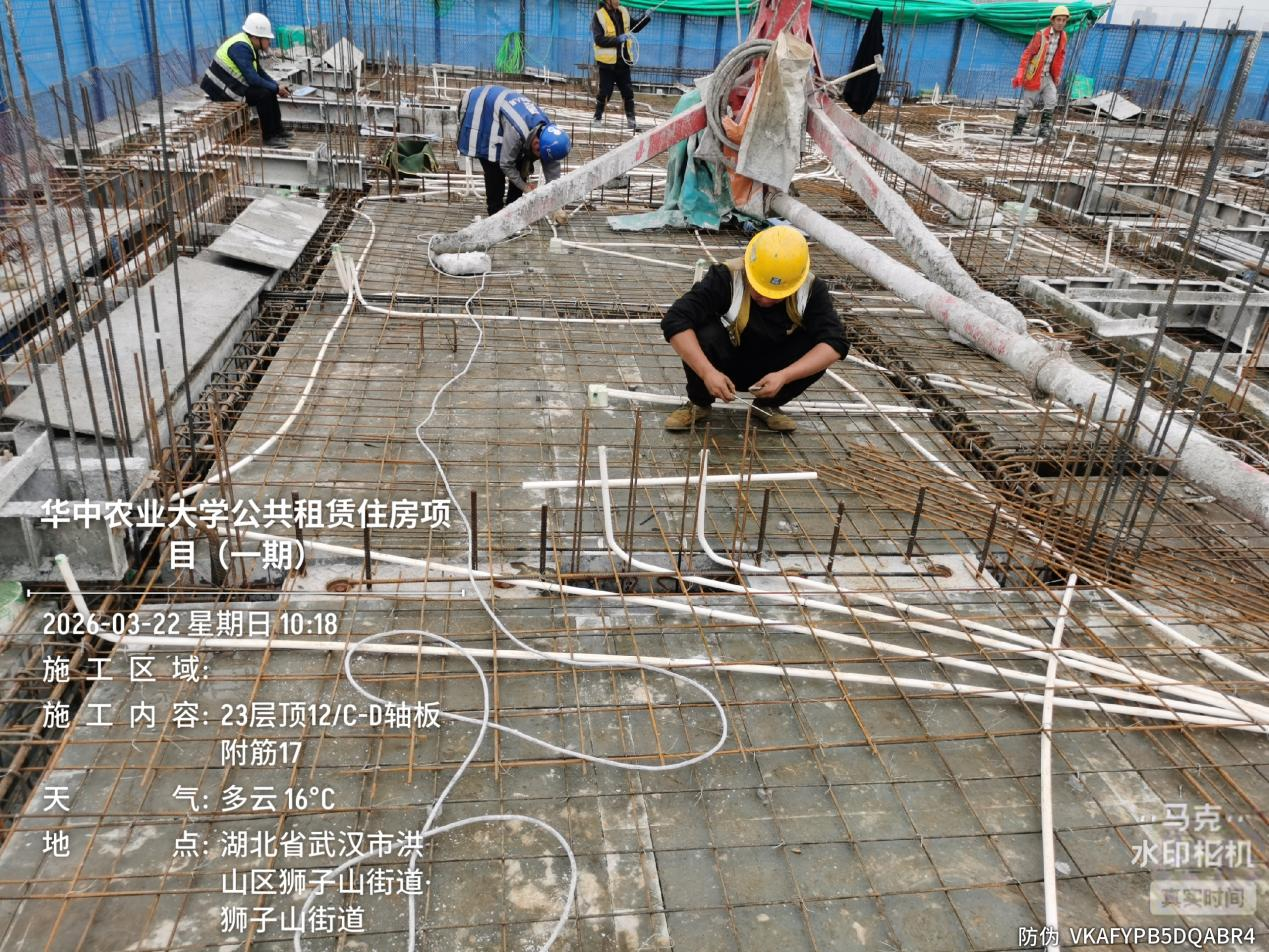 华中农业大学公共租赁住房项
目（一期）
2026-03-22 星期日 10:18
施工区域:
施工内容: 23层顶12/C-D轴板
附筋17
天气: 多云 16°C
地点: 湖北省武汉市洪
山区狮子山街道·
狮子山街道
马克
水印相机
真实时间
防伪 VKAFYPB5DQABR4